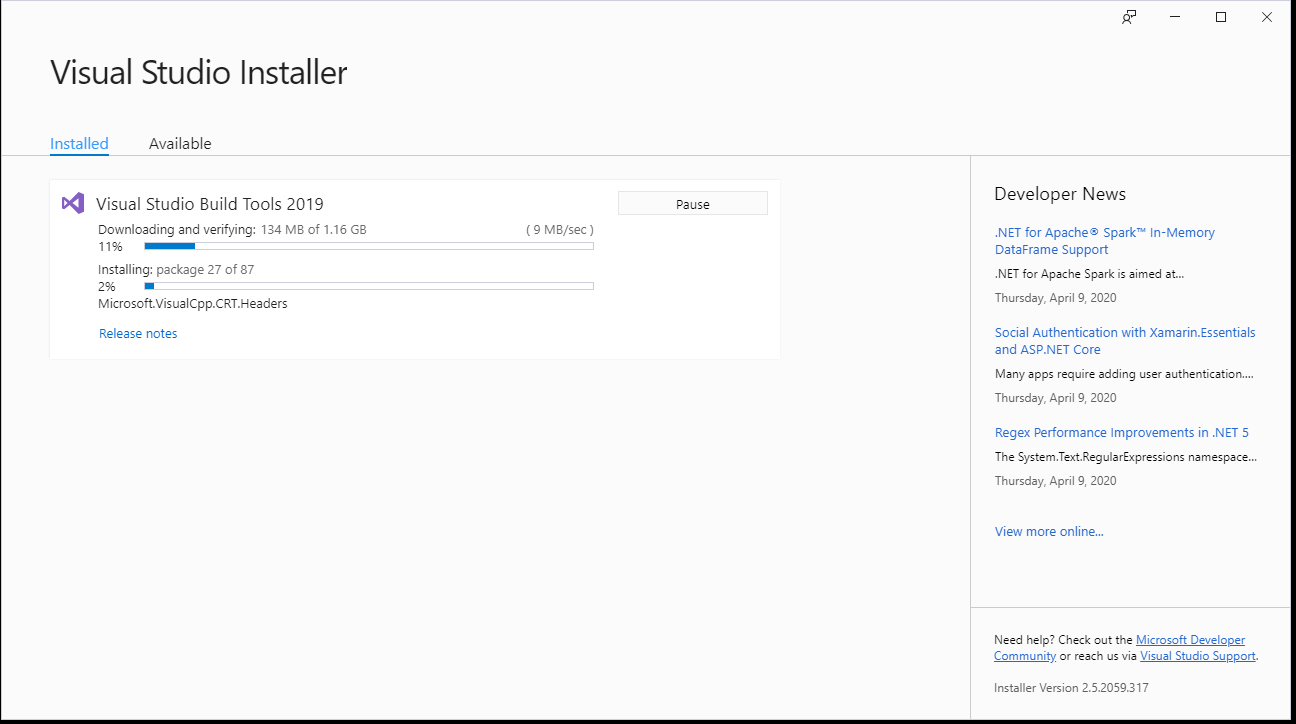 Visual Studio Installer
Installed
Available
Visual Studio Build Tools 2019
Pause
Downloading and verifying: 134 MB of 1.16 GB
( 9 MB/sec )
11%
Installing: package 27 of 87
2%
Microsoft.VisualCpp.CRT.Headers
Release notes
Developer News
.NET for Apache® Spark™ In-Memory
DataFrame Support
.NET for Apache Spark is aimed at...
Thursday, April 9, 2020
Social Authentication with Xamarin.Essentials
and ASP.NET Core
Many apps require adding user authentication....
Thursday, April 9, 2020
Regex Performance Improvements in .NET 5
The System.Text.RegularExpressions namespace...
Thursday, April 9, 2020
View more online...
Need help? Check out the Microsoft Developer
Community or reach us via Visual Studio Support.
Installer Version 2.5.2059.317